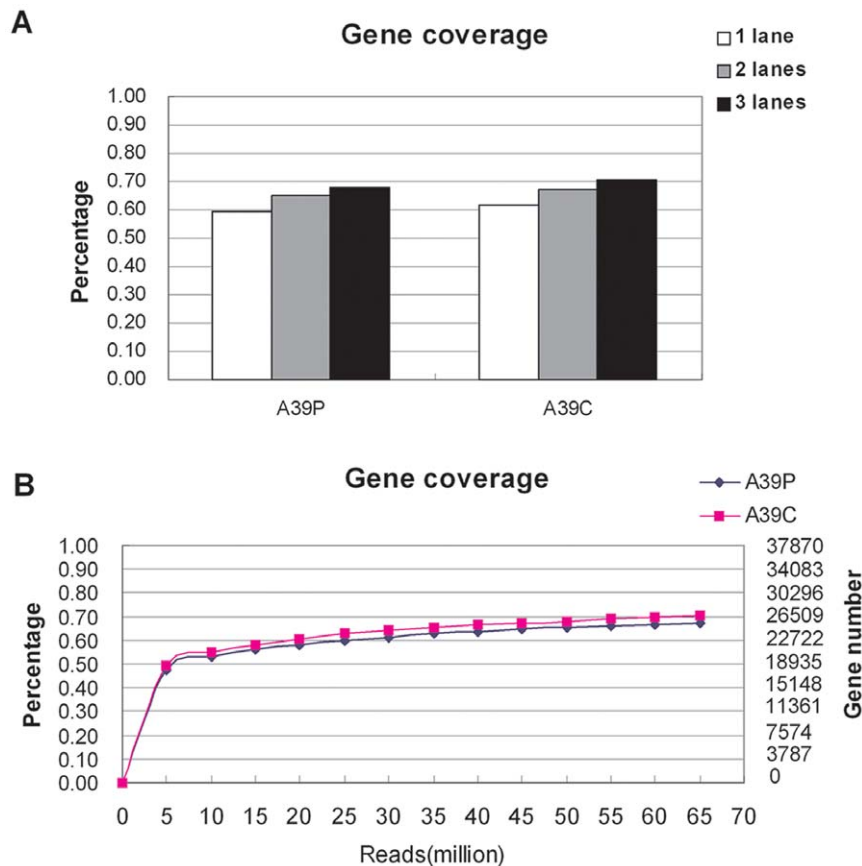 A
Gene coverage
1 lane
2 lanes
3 lanes
Percentage
1.00
0.90
0.80
0.70
0.60
0.50
0.40
0.30
0.20
0.10
0.00
A39P
A39C
B
Gene coverage
A39P
A39C
Percentage
1.00
0.90
0.80
0.70
0.60
0.50
0.40
0.30
0.20
0.10
0.00
37870
34083
30296
26509
22722
18935
15148
11361
7574
3787
0
Gene number
0 5 10 15 20 25 30 35 40 45 50 55 60 65 70
Reads(million)